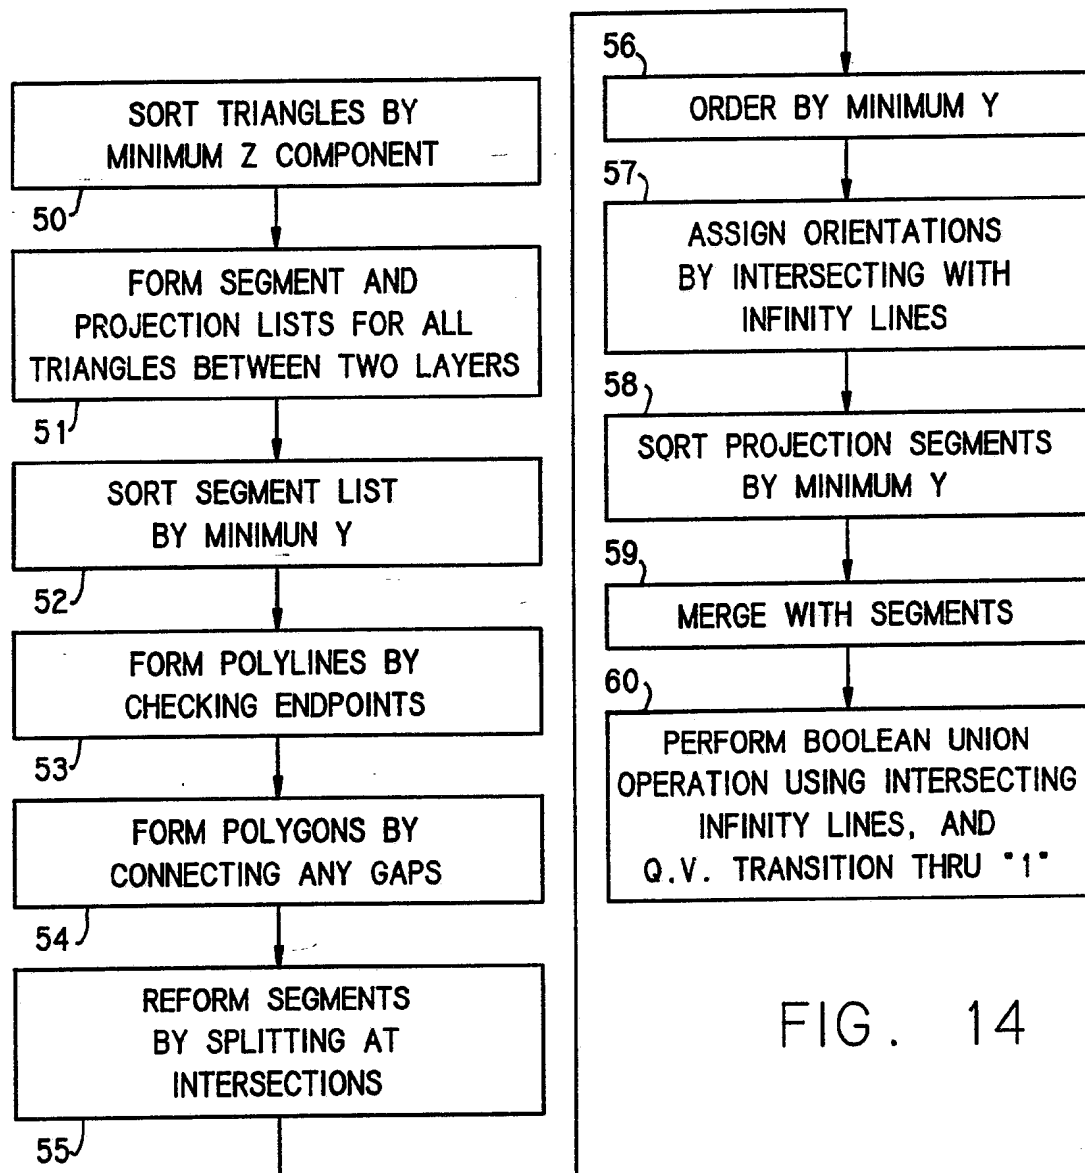 SORT TRIANGLES BY
MINIMUM Z COMPONENT
50
FORM SEGMENT AND
PROJECTION LISTS FOR ALL
TRIANGLES BETWEEN TWO LAYERS
51
SORT SEGMENT LIST
BY MINIMUN Y
52
FORM POLYLINES BY
CHECKING ENDPOINTS
53
FORM POLYGONS BY
CONNECTING ANY GAPS
54
REFORM SEGMENTS
BY SPLITTING AT
INTERSECTIONS
55
56
ORDER BY MINIMUM Y
57
ASSIGN ORIENTATIONS
BY INTERSECTING WITH
INFINITY LINES
58
SORT PROJECTION SEGMENTS
BY MINIMUM Y
59
MERGE WITH SEGMENTS
60
PERFORM BOOLEAN UNION
OPERATION USING INTERSECTING
INFINITY LINES, AND
Q.V. TRANSITION THRU "1"
FIG. 14